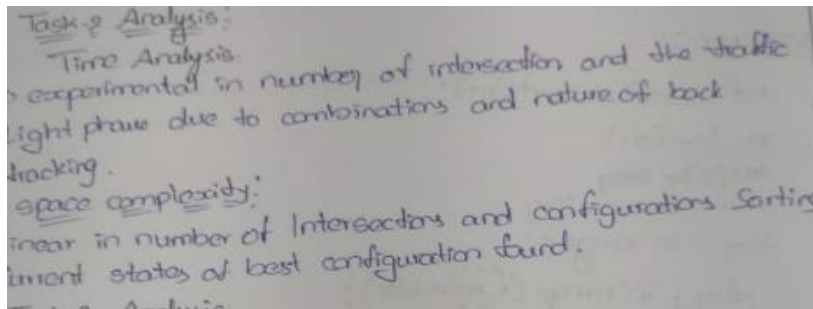 Task-2 Analysis:
Time Analysis
experimental in number of intersection and the traffic
Light phase due to combinations and nature of back
tracking.
space complexity:
inear in number of Intersections and configurations Sortin
urrent states of best configuration found.
Analysis